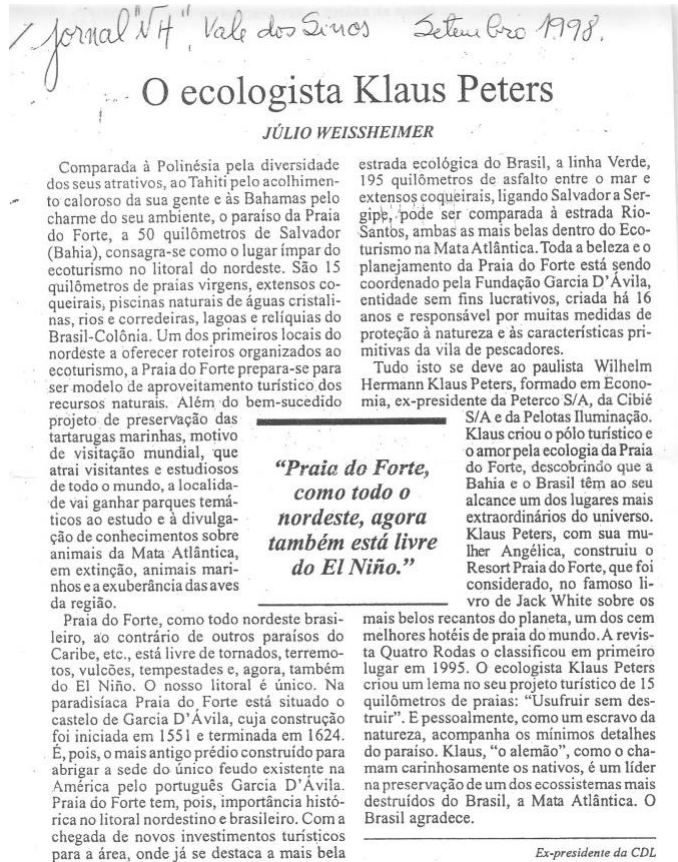 Jornal "NH", Vale dos Sinos Setembro 1998.
O ecologista Klaus Peters
JÚLIO WEISSHEIMER
Comparada à Polinésia pela diversidade
dos seus atrativos, ao Tahiti pelo acolhimen-
to caloroso da sua gente e às Bahamas pelo
charme do seu ambiente, o paraíso da Praia
do Forte, a 50 quilômetros de Salvador
(Bahia), consagra-se como o lugar ímpar do
ecoturismo no litoral do nordeste. São 15
quilômetros de praias virgens, extensos co-
queirais, piscinas naturais de águas cristali-
nas, rios e corredeiras, lagoas e relíquias do
Brasil-Colônia. Um dos primeiros locais do
nordeste a oferecer roteiros organizados ao
ecoturismo, a Praia do Forte prepara-se para
ser modelo de aproveitamento turístico dos
recursos naturais. Além do bem-sucedido
projeto de preservação das
tartarugas marinhas, motivo
de visitação mundial, que
atrai visitantes e estudiosos
de todo o mundo, a localida-
de vai ganhar parques temá-
ticos ao estudo e à divulga-
ção de conhecimentos sobre
animais da Mata Atlântica,
em extinção, animais mari-
nhos e a exuberância das aves
da região.
Praia do Forte, como todo nordeste brasi-
leiro, ao contrário de outros paraísos do
Caribe, etc., está livre de tornados, terremo-
tos, vulcões, tempestades e, agora, também
do El Niño. O nosso litoral é único. Na
paradisíaca Praia do Forte está situado o
castelo de Garcia D'Ávila, cuja construção
foi iniciada em 1551 e terminada em 1624.
É, pois, o mais antigo prédio construído para
abrigar a sede do único feudo existente na
América pelo português Garcia D'Ávila.
Praia do Forte tem, pois, importância histó-
rica no litoral nordestino e brasileiro. Com a
chegada de novos investimentos turísticos
para a área, onde já se destaca a mais bela
"Praia do Forte,
como todo o
nordeste, agora
também está livre
do El Niño."
estrada ecológica do Brasil, a linha Verde,
195 quilômetros de asfalto entre o mar e
extensos coqueirais, ligando Salvador a Ser-
gipe, pode ser comparada à estrada Rio-
Santos, ambas as mais belas dentro do Eco-
turismo na Mata Atlântica. Toda a beleza e o
planejamento da Praia do Forte está sendo
coordenado pela Fundação Garcia D'Ávila,
entidade sem fins lucrativos, criada há 16
anos e responsável por muitas medidas de
proteção à natureza e às características pri-
mitivas da vila de pescadores.
Tudo isto se deve ao paulista Wilhelm
Hermann Klaus Peters, formado em Econo-
mia, ex-presidente da Peterco S/A, da Cibié
S/A e da Pelotas Iluminação.
Klaus criou o pólo turístico e
o amor pela ecologia da Praia
do Forte, descobrindo que a
Bahia e o Brasil têm ao seu
alcance um dos lugares mais
extraordinários do universo.
Klaus Peters, com sua mu-
lher Angélica, construiu o
Resort Praia do Forte, que foi
considerado, no famoso li-
vro de Jack White sobre os
mais belos recantos do planeta, um dos cem
melhores hotéis de praia do mundo. A revis-
ta Quatro Rodas o classificou em primeiro
lugar em 1995. O ecologista Klaus Peters
criou um lema no seu projeto turístico de 15
quilômetros de praias: "Usufruir sem des-
truir". E pessoalmente, como um escravo da
natureza, acompanha os mínimos detalhes
do paraíso. Klaus, "o alemão", como o cha-
mam carinhosamente os nativos, é um líder
na preservação de um dos ecossistemas mais
destruídos do Brasil, a Mata Atlântica. O
Brasil agradece.
Ex-presidente da CDL